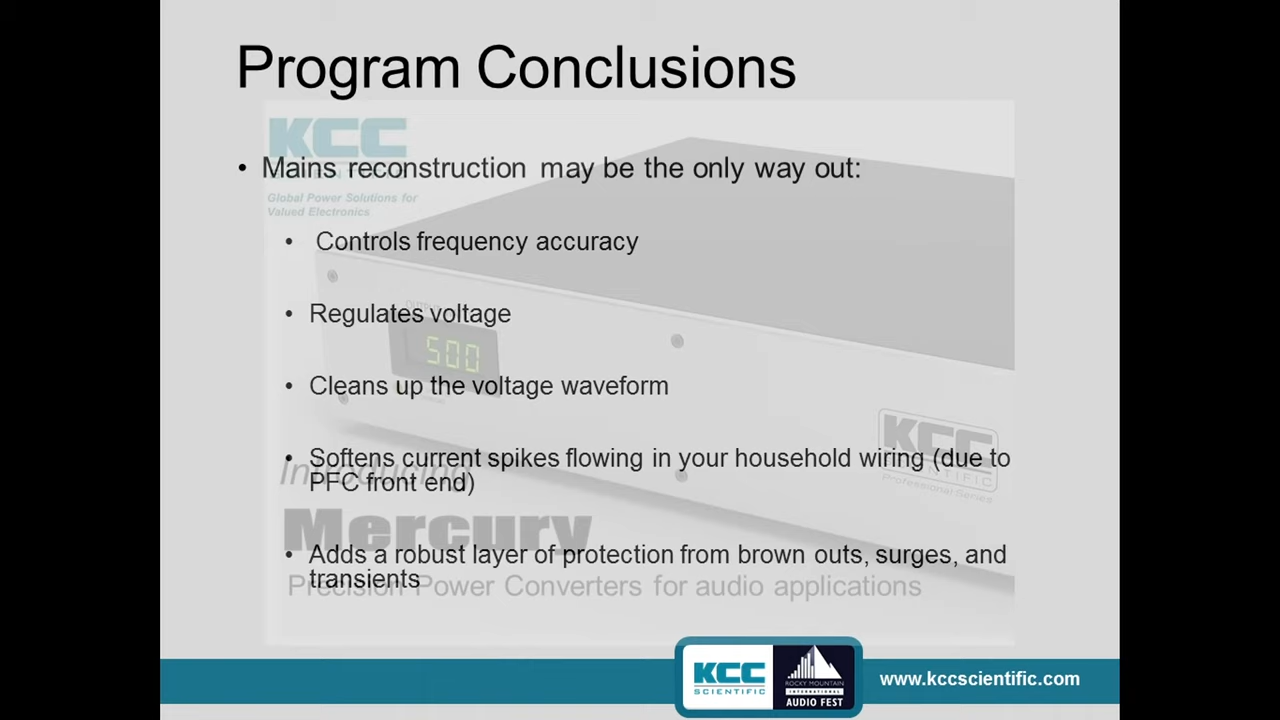 Program Conclusions
KCC
SCIENTIFIC
Global Power Solutions for
Valued Electronics
• Mains reconstruction may be the only way out:
• Controls frequency accuracy
• Regulates voltage
OUTPUT
500
• Cleans up the voltage waveform
• Softens current spikes flowing in your household wiring (due to
PFC front end)
KCC
SCIENTIFIC
Professional Series
Introducing
Mercury
• Adds a robust layer of protection from brown outs, surges, and
transients
Precision Power Converters for audio applications
KCC
SCIENTIFIC
ROCKY MOUNTAIN
INTERNATIONAL
AUDIO FEST
www.kccscientific.com